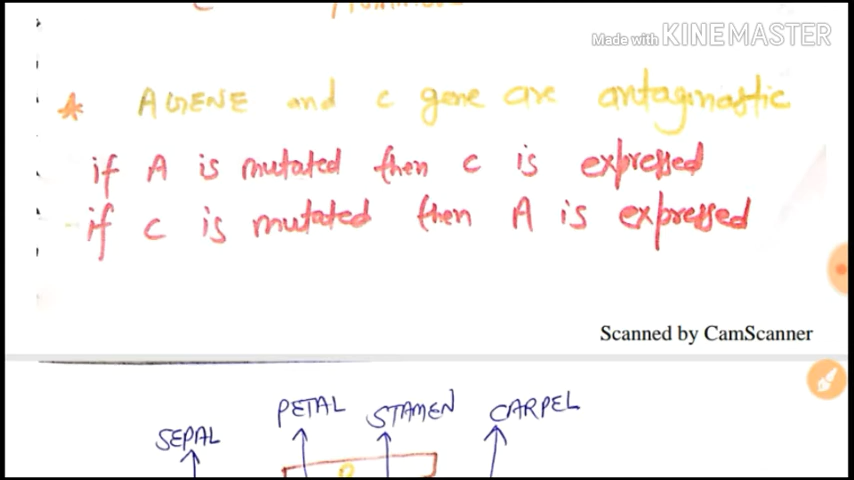 Made with KINEMASTER
* A GENE and c gene are antaginastic
if A is mutated then c is expressed
if c is mutated then A is expressed
Scanned by CamScanner
PETAL STAMEN CARPEL
SEPAL
B